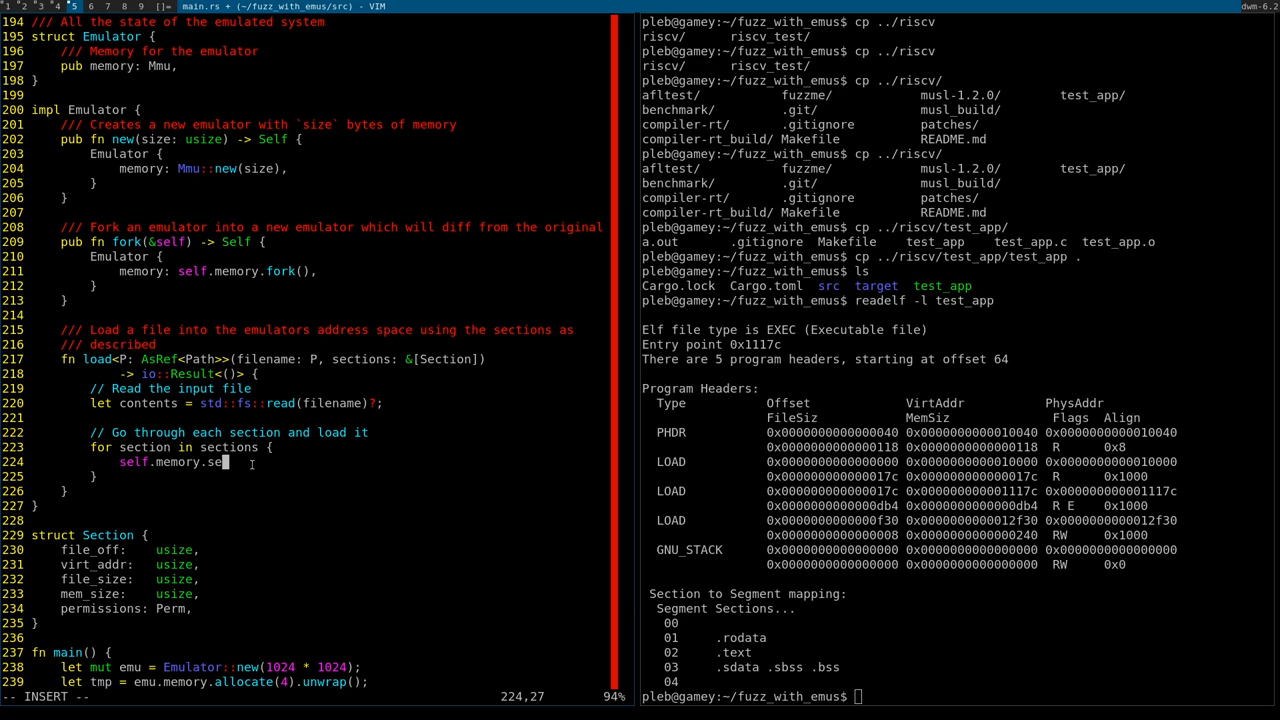 1 2 3 4 5 6 7 8 9 []= main.rs + (~/fuzz_with_emus/src) - VIM dwm-6.2
194 /// All the state of the emulated system
195 struct Emulator {
196     /// Memory for the emulator
197     pub memory: Mmu,
198 }
199
200 impl Emulator {
201     /// Creates a new emulator with `size` bytes of memory
202     pub fn new(size: usize) -> Self {
203         Emulator {
204             memory: Mmu::new(size),
205         }
206     }
207
208     /// Fork an emulator into a new emulator which will diff from the original
209     pub fn fork(&self) -> Self {
210         Emulator {
211             memory: self.memory.fork(),
212         }
213     }
214
215     /// Load a file into the emulators address space using the sections as
216     /// described
217     fn load<P: AsRef<Path>>(filename: P, sections: &[Section])
218             -> io::Result<()> {
219         // Read the input file
220         let contents = std::fs::read(filename)?;
221
222         // Go through each section and load it
223         for section in sections {
224             self.memory.se
225         }
226     }
227 }
228
229 struct Section {
230     file_off:    usize,
231     virt_addr:   usize,
232     file_size:   usize,
233     mem_size:    usize,
234     permissions: Perm,
235 }
236
237 fn main() {
238     let mut emu = Emulator::new(1024 * 1024);
239     let tmp = emu.memory.allocate(4).unwrap();
-- INSERT -- 224,27 94%
pleb@gamey:~/fuzz_with_emus$ cp ../riscv
riscv/      riscv_test/
pleb@gamey:~/fuzz_with_emus$ cp ../riscv
riscv/      riscv_test/
pleb@gamey:~/fuzz_with_emus$ cp ../riscv/
afltest/           fuzzme/            musl-1.2.0/        test_app/
benchmark/         .git/              musl_build/
compiler-rt/       .gitignore         patches/
compiler-rt_build/ Makefile           README.md
pleb@gamey:~/fuzz_with_emus$ cp ../riscv/
afltest/           fuzzme/            musl-1.2.0/        test_app/
benchmark/         .git/              musl_build/
compiler-rt/       .gitignore         patches/
compiler-rt_build/ Makefile           README.md
pleb@gamey:~/fuzz_with_emus$ cp ../riscv/test_app/
a.out       .gitignore  Makefile    test_app    test_app.c  test_app.o
pleb@gamey:~/fuzz_with_emus$ cp ../riscv/test_app/test_app .
pleb@gamey:~/fuzz_with_emus$ ls
Cargo.lock  Cargo.toml  src  target  test_app
pleb@gamey:~/fuzz_with_emus$ readelf -l test_app

Elf file type is EXEC (Executable file)
Entry point 0x1117c
There are 5 program headers, starting at offset 64

Program Headers:
  Type           Offset             VirtAddr           PhysAddr
                 FileSiz            MemSiz              Flags  Align
  PHDR           0x0000000000000040 0x0000000000010040 0x0000000000010040
                 0x0000000000000118 0x0000000000000118  R      0x8
  LOAD           0x0000000000000000 0x0000000000010000 0x0000000000010000
                 0x000000000000017c 0x000000000000017c  R      0x1000
  LOAD           0x000000000000017c 0x000000000001117c 0x000000000001117c
                 0x0000000000000db4 0x0000000000000db4  R E    0x1000
  LOAD           0x0000000000000f30 0x0000000000012f30 0x0000000000012f30
                 0x0000000000000008 0x0000000000000240  RW     0x1000
  GNU_STACK      0x0000000000000000 0x0000000000000000 0x0000000000000000
                 0x0000000000000000 0x0000000000000000  RW     0x0

 Section to Segment mapping:
  Segment Sections...
   00
   01     .rodata
   02     .text
   03     .sdata .sbss .bss
   04
pleb@gamey:~/fuzz_with_emus$